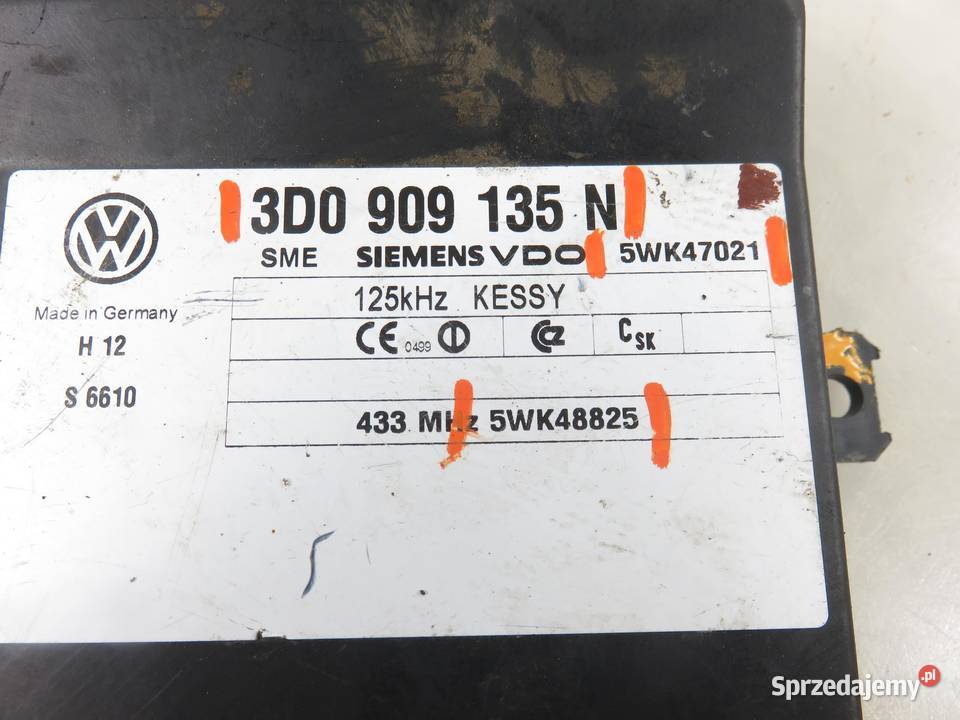 3D0 909 135 N
SME SIEMENS VDO 5WK47021
125kHz KESSY
Made in Germany
H 12
CE 0499 CSK
S 6610
433 MHz 5WK48825
Sprzedajemy.pl